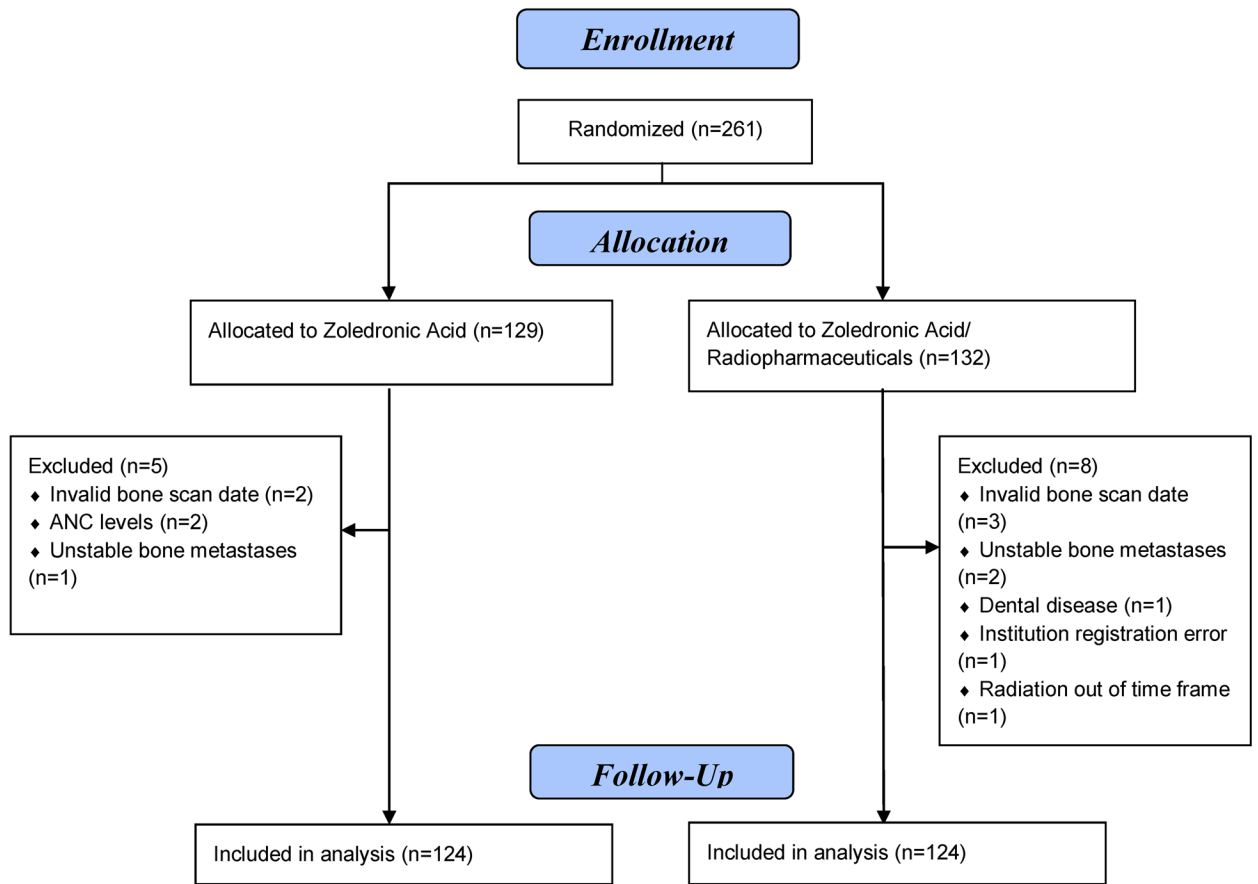 Enrollment
Randomized (n=261)
Allocation
Allocated to Zoledronic Acid (n=129)
Allocated to Zoledronic Acid/
Radiopharmaceuticals (n=132)
Excluded (n=5)
♦ Invalid bone scan date (n=2)
♦ ANC levels (n=2)
♦ Unstable bone metastases
(n=1)
Excluded (n=8)
♦ Invalid bone scan date
(n=3)
♦ Unstable bone metastases
(n=2)
♦ Dental disease (n=1)
♦ Institution registration error
(n=1)
♦ Radiation out of time frame
(n=1)
Follow-Up
Included in analysis (n=124)
Included in analysis (n=124)